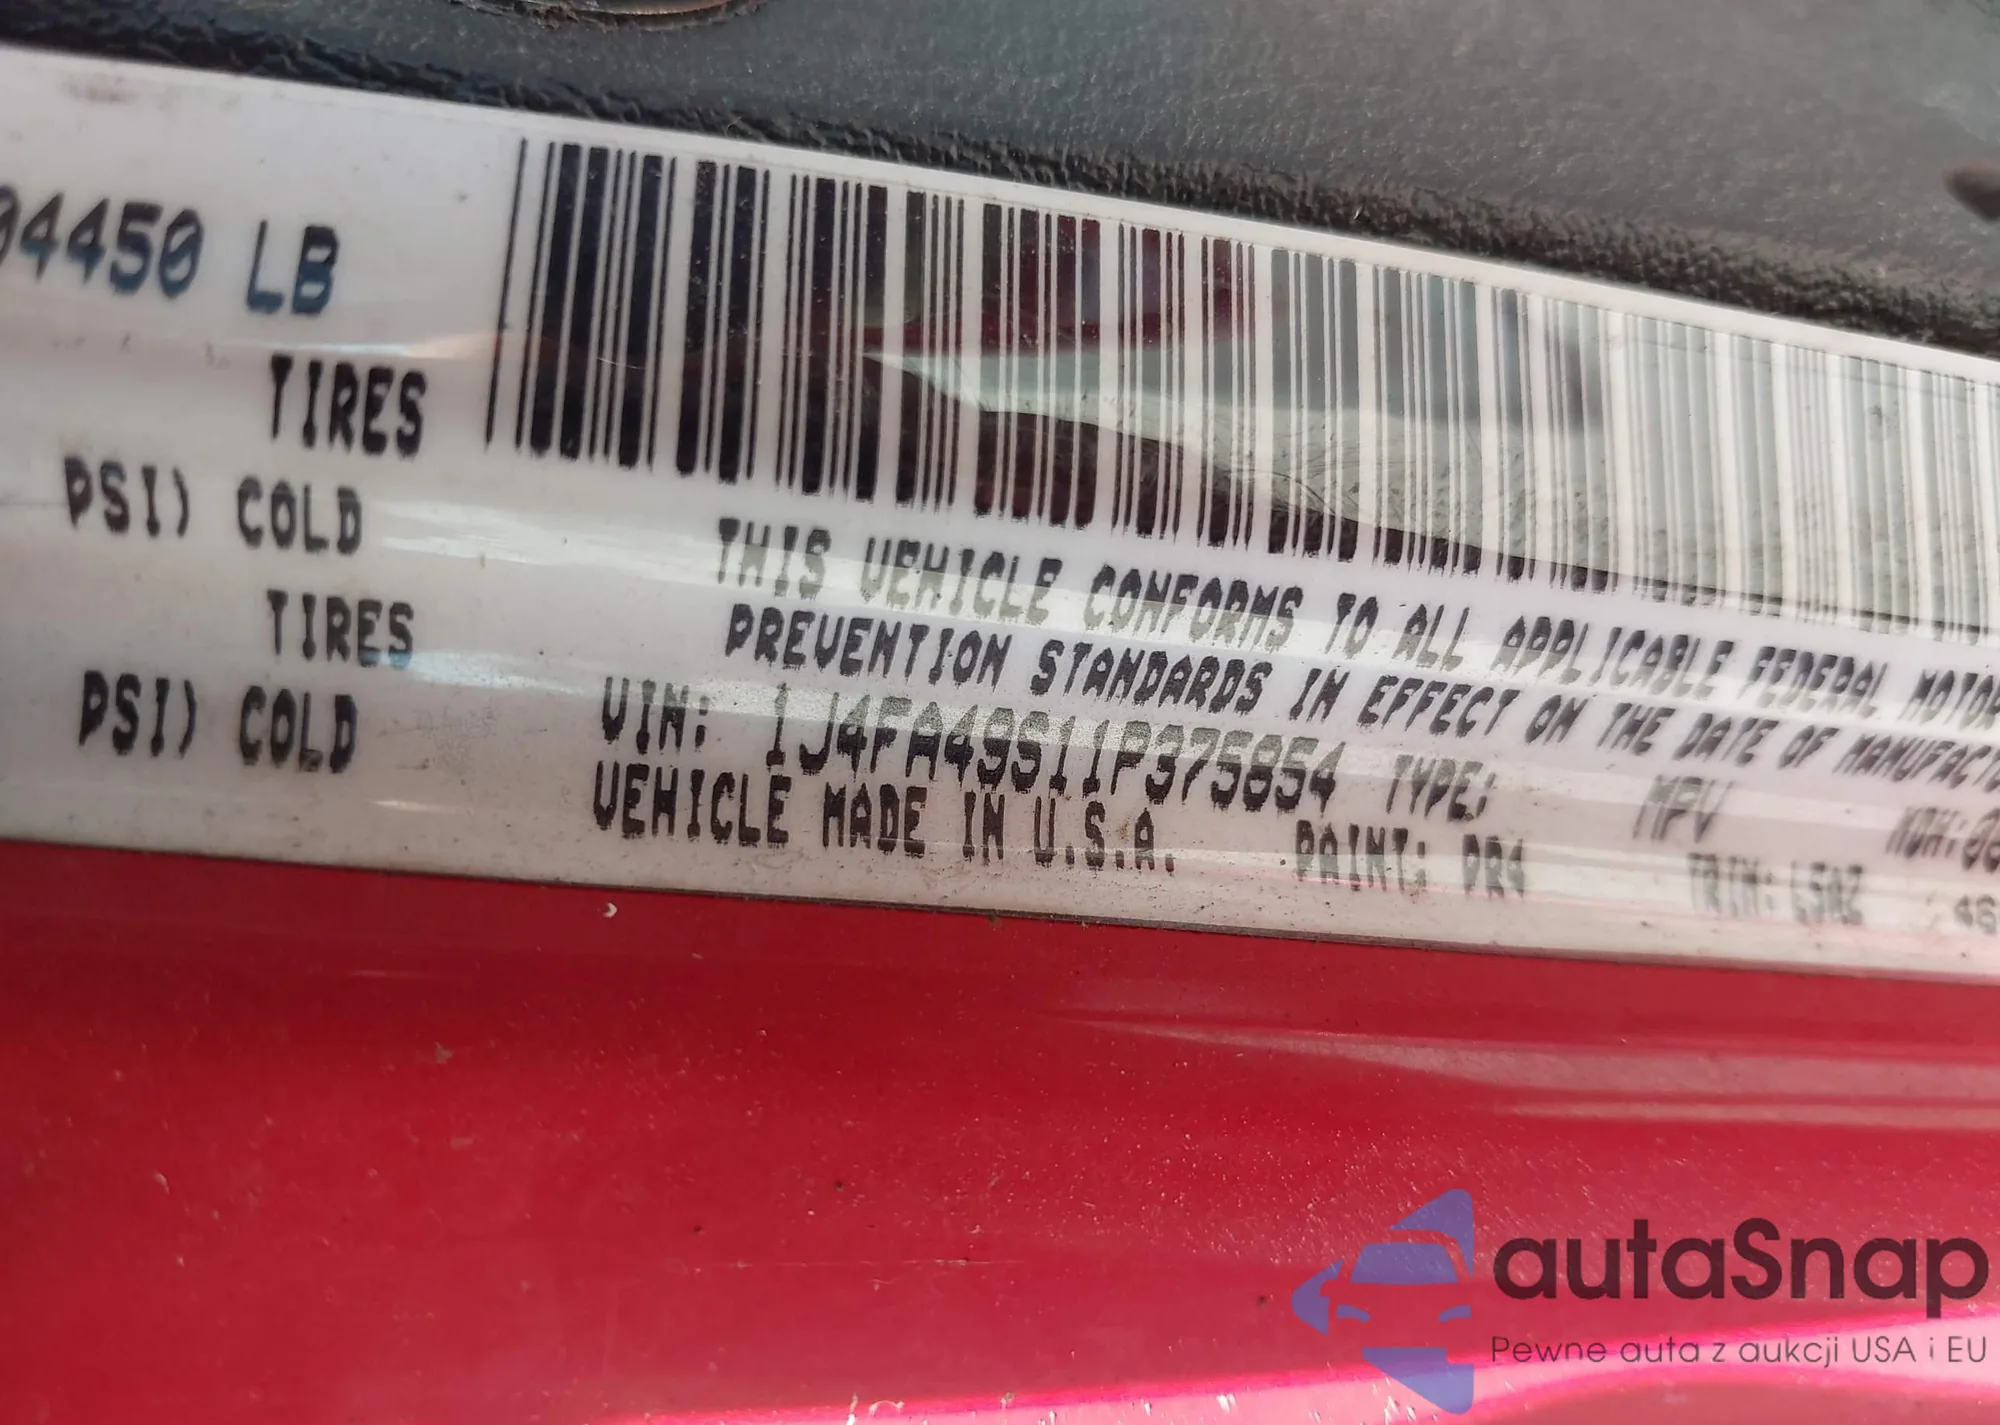 04450 LB
TIRES
PSI) COLD
TIRES
PSI) COLD
THIS VEHICLE CONFORMS TO ALL APPLICABLE FEDERAL MOTOR
PREVENTION STANDARDS IN EFFECT ON THE DATE OF MANUFACTU
VIN: 1J4FA49S11P375854 TYPE: MPV MDH:
VEHICLE MADE IN U.S.A. PAINT: PR4 TRIM: L5AZ
autaSnap
Pewne auta z aukcji USA i EU